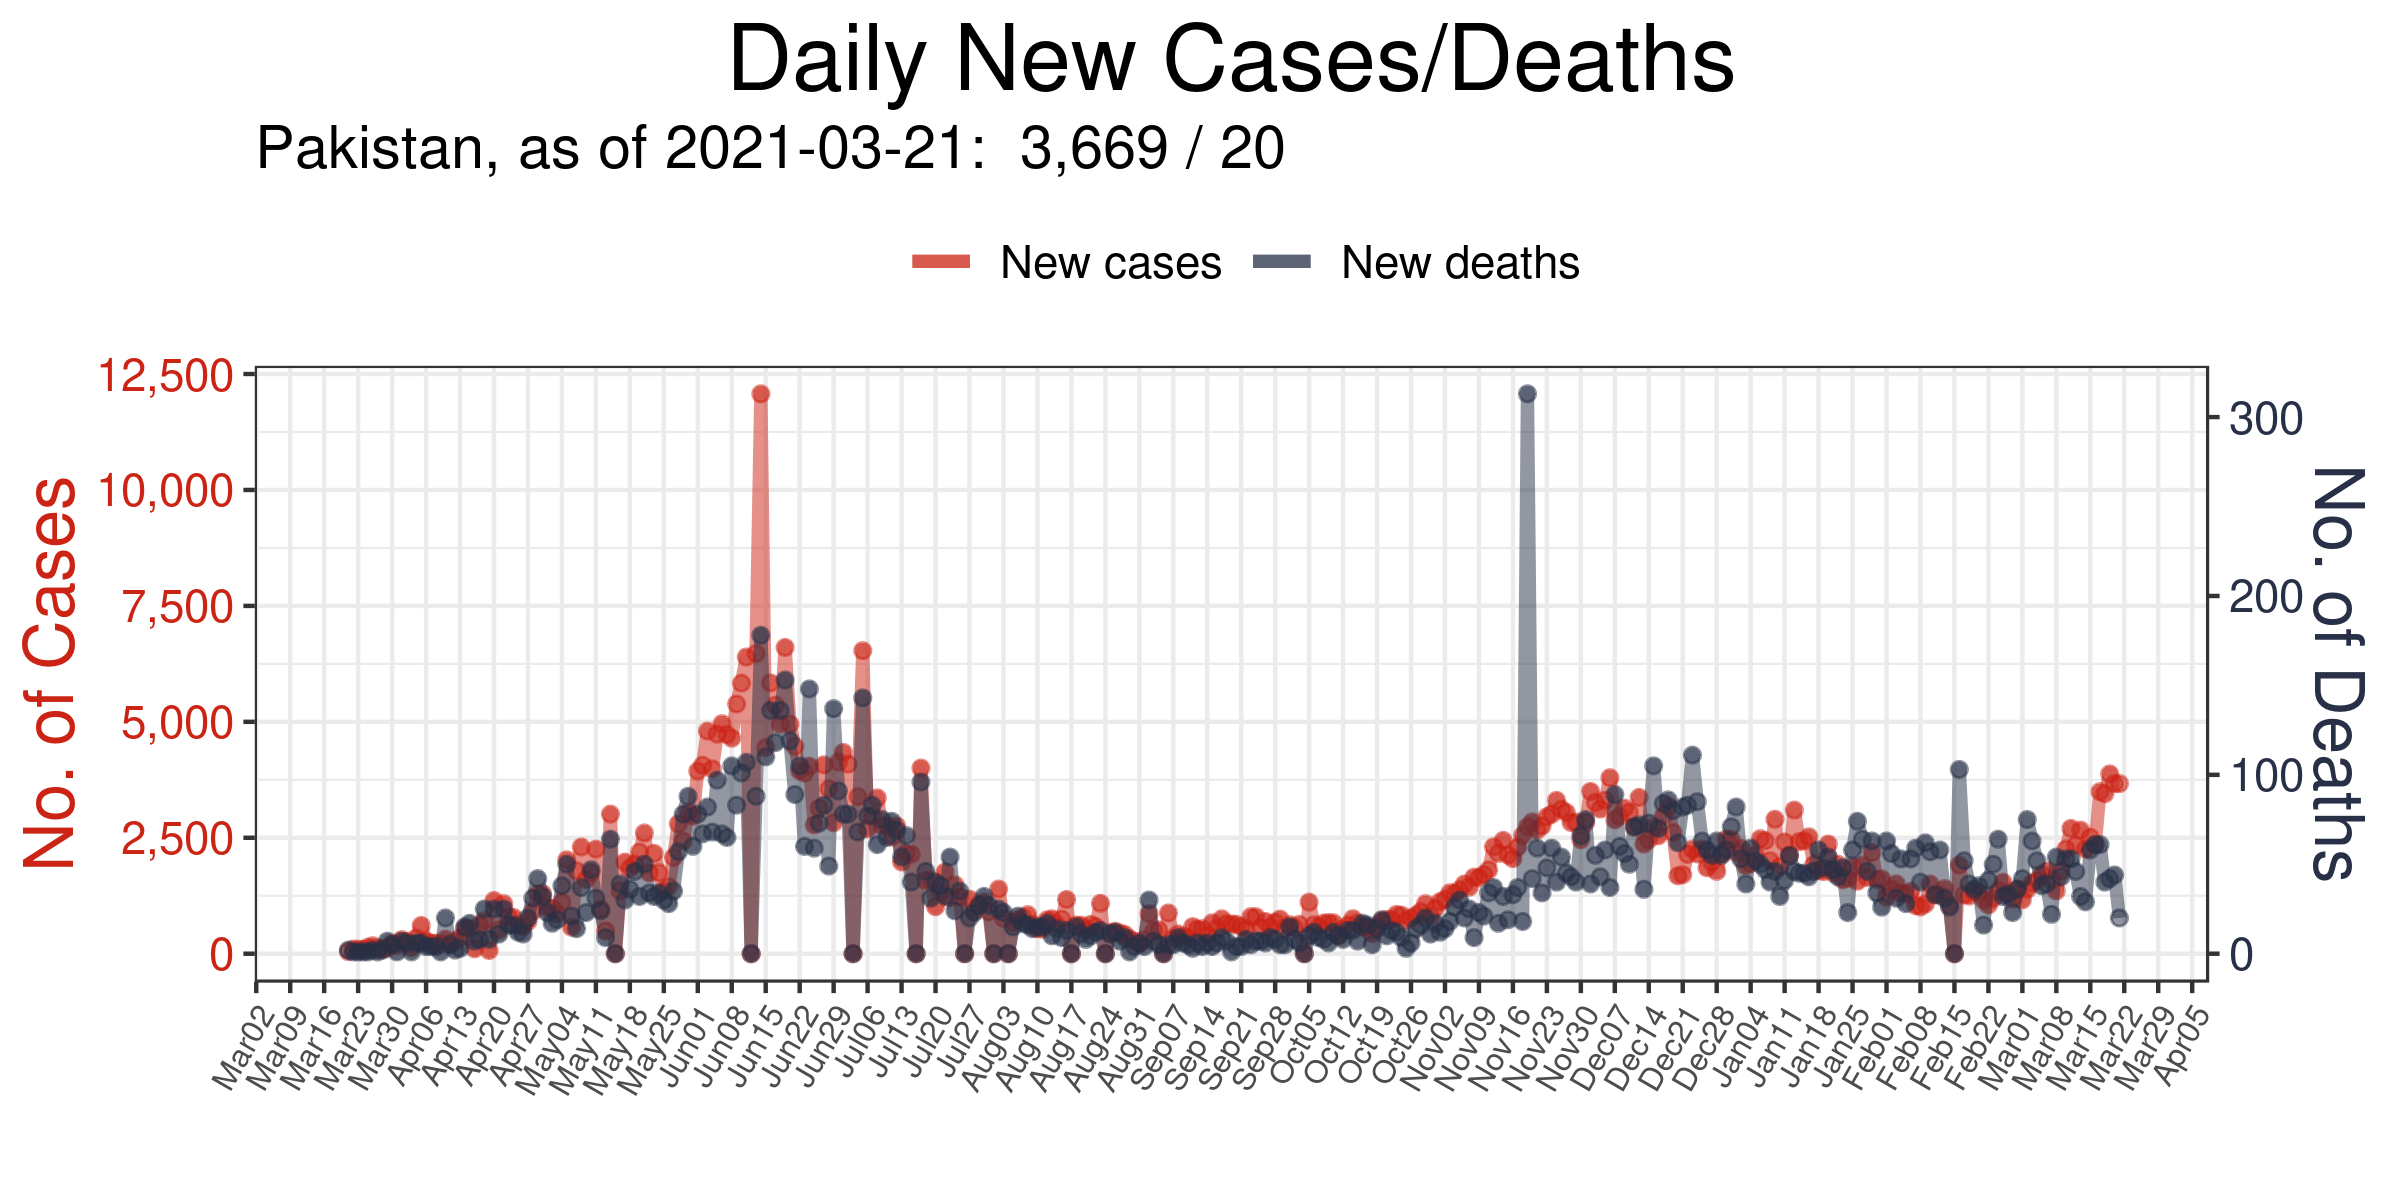 Daily New Cases/Deaths
Pakistan, as of 2021-03-21:  3,669 / 20
New cases
New deaths
No. of Cases
12,500
10,000
7,500
5,000
2,500
0
300
200
100
0
No. of Deaths
Mar02
Mar09
Mar16
Mar23
Mar30
Apr06
Apr13
Apr20
Apr27
May04
May11
May18
May25
Jun01
Jun08
Jun15
Jun22
Jun29
Jul06
Jul13
Jul20
Jul27
Aug03
Aug10
Aug17
Aug24
Aug31
Sep07
Sep14
Sep21
Sep28
Oct05
Oct12
Oct19
Oct26
Nov02
Nov09
Nov16
Nov23
Nov30
Dec07
Dec14
Dec21
Dec28
Jan04
Jan11
Jan18
Jan25
Feb01
Feb08
Feb15
Feb22
Mar01
Mar08
Mar15
Mar22
Mar29
Apr05